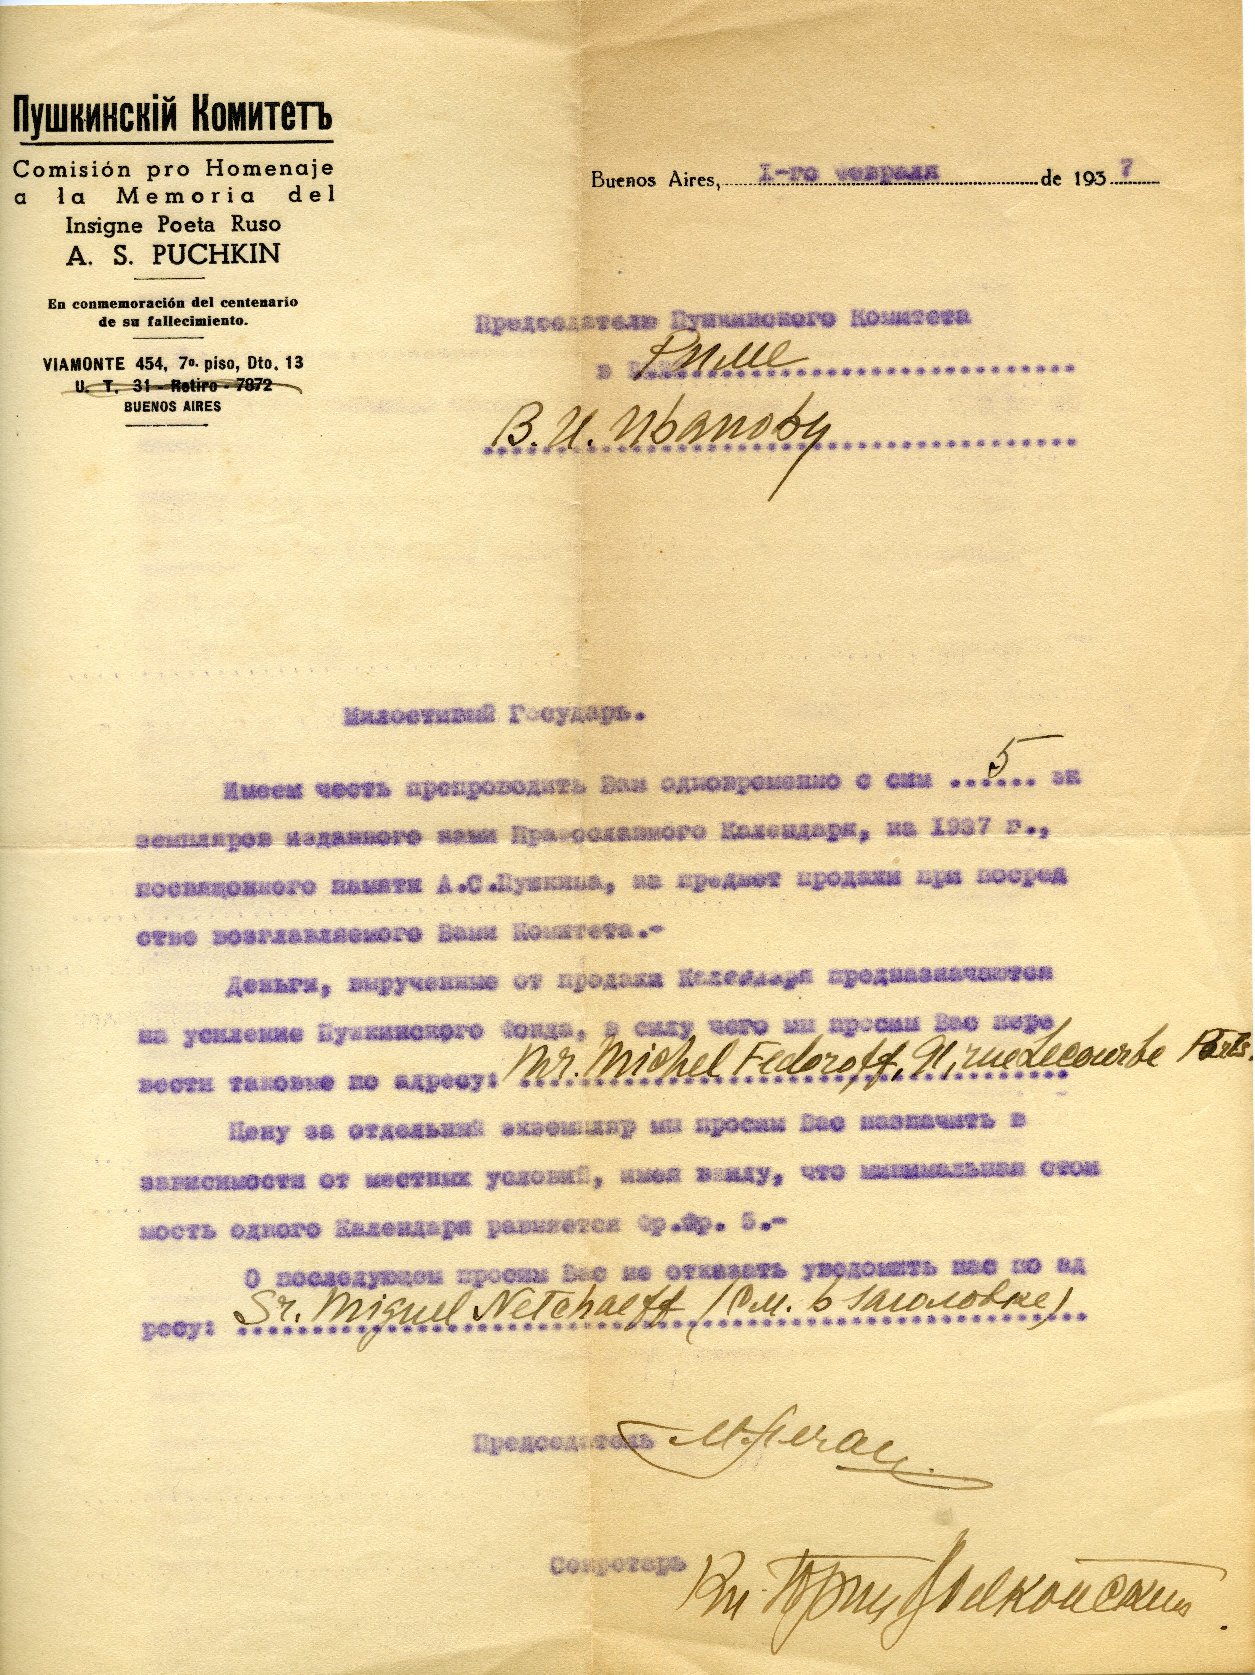 Пушкинскій Комитетъ
Comisión pro Homenaje
a la Memoria del
Insigne Poeta Ruso
A. S. PUCHKIN
En conmemoración del centenario
de su fallecimiento.
VIAMONTE 454, 7º. piso, Dto. 13
U. T. 31 - Retiro - 7872
BUENOS AIRES
Buenos Aires, I-го февраля de 1937
Председателю Пушкинского Комитета
в Риме
В. И. Иванову
Милостивый Государь.
Имеем честь препроводить Вам одновременно с сим ...5... эк
земпляров изданного нами Православного Календаря, на 1937 г.,
посвященного памяти А.С.Пушкина, на предмет продажи при посред
стве возглавляемого Вами Комитета.-
Деньги, вырученные от продажи Календаря предназначаются
на усиление Пушкинского Фонда, в силу чего мы просим Вас пере
вести таковые по адресу: Mr. Michel Fedoroff, 91, rue Lecourbe Paris.
Цену за отдельный экземпляр мы просим Вас назначить в
зависимости от местных условий, имея ввиду, что минимальная стои
мость одного Календаря равняется Фр.Фр. 5.-
О последующем просим Вас не отказать уведомить нас по ад
ресу: Sr. Miguel Netchaeff (См. в заголовке)
Председатель
Секретарь Кн. Юрий Волконский.